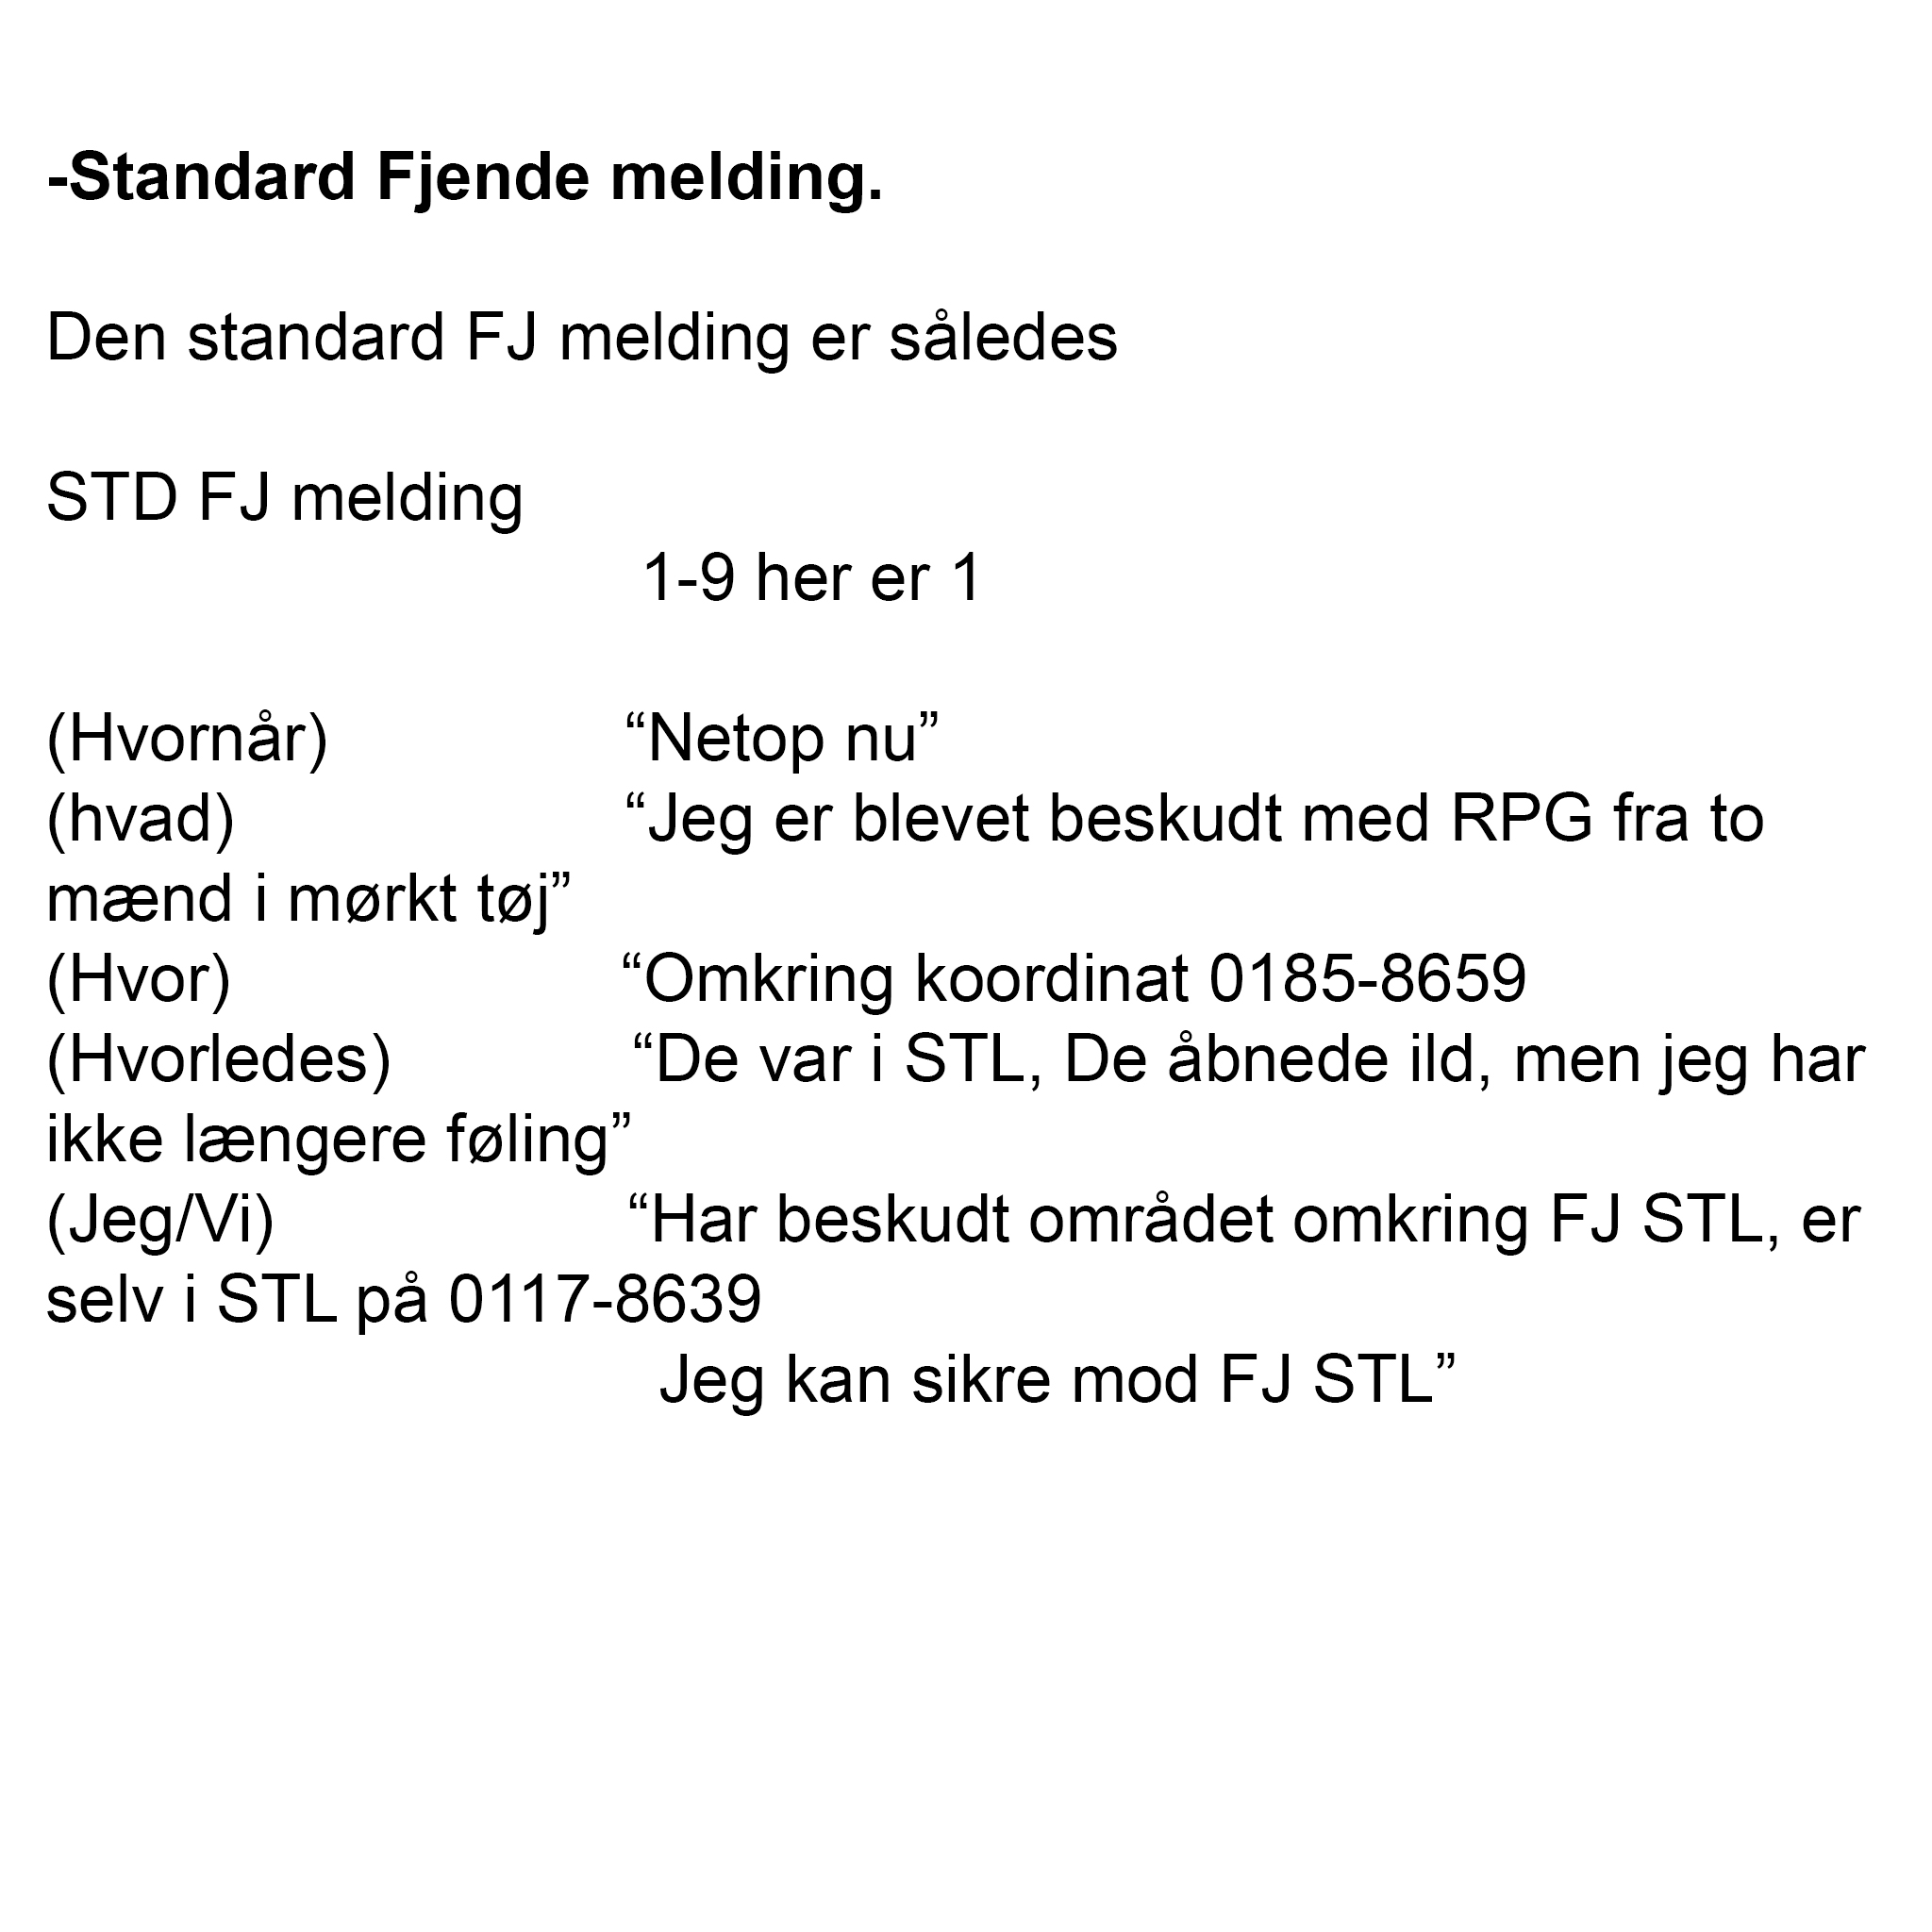 -Standard Fjende melding.
Den standard FJ melding er således
STD FJ melding
1-9 her er 1
(Hvornår) “Netop nu”
(hvad) “Jeg er blevet beskudt med RPG fra to
mænd i mørkt tøj”
(Hvor) “Omkring koordinat 0185-8659
(Hvorledes) “De var i STL, De åbnede ild, men jeg har
ikke længere føling”
(Jeg/Vi) “Har beskudt området omkring FJ STL, er
selv i STL på 0117-8639
Jeg kan sikre mod FJ STL”